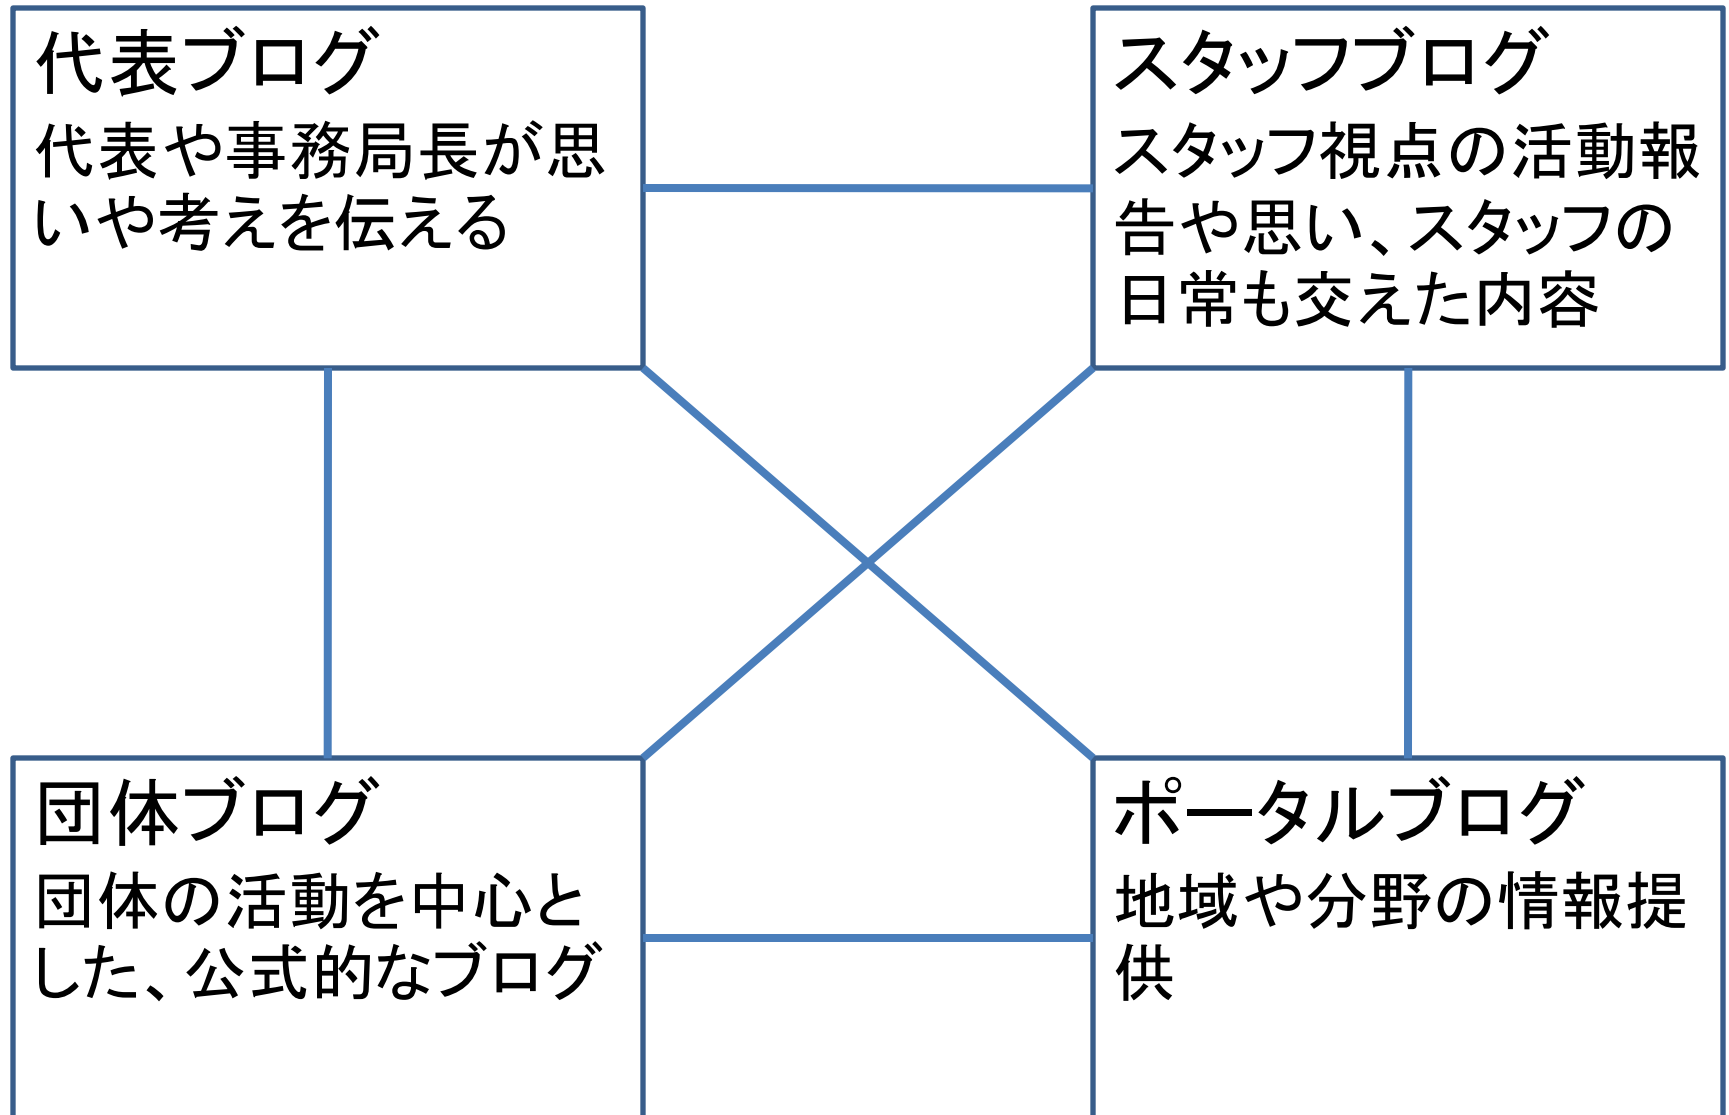 代表ブログ
代表や事務局長が思
いや考えを伝える
スタッフブログ
スタッフ視点の活動報
告や思い、スタッフの
日常も交えた内容
団体ブログ
団体の活動を中心と
した、公式的なブログ
ポータルブログ
地域や分野の情報提
供